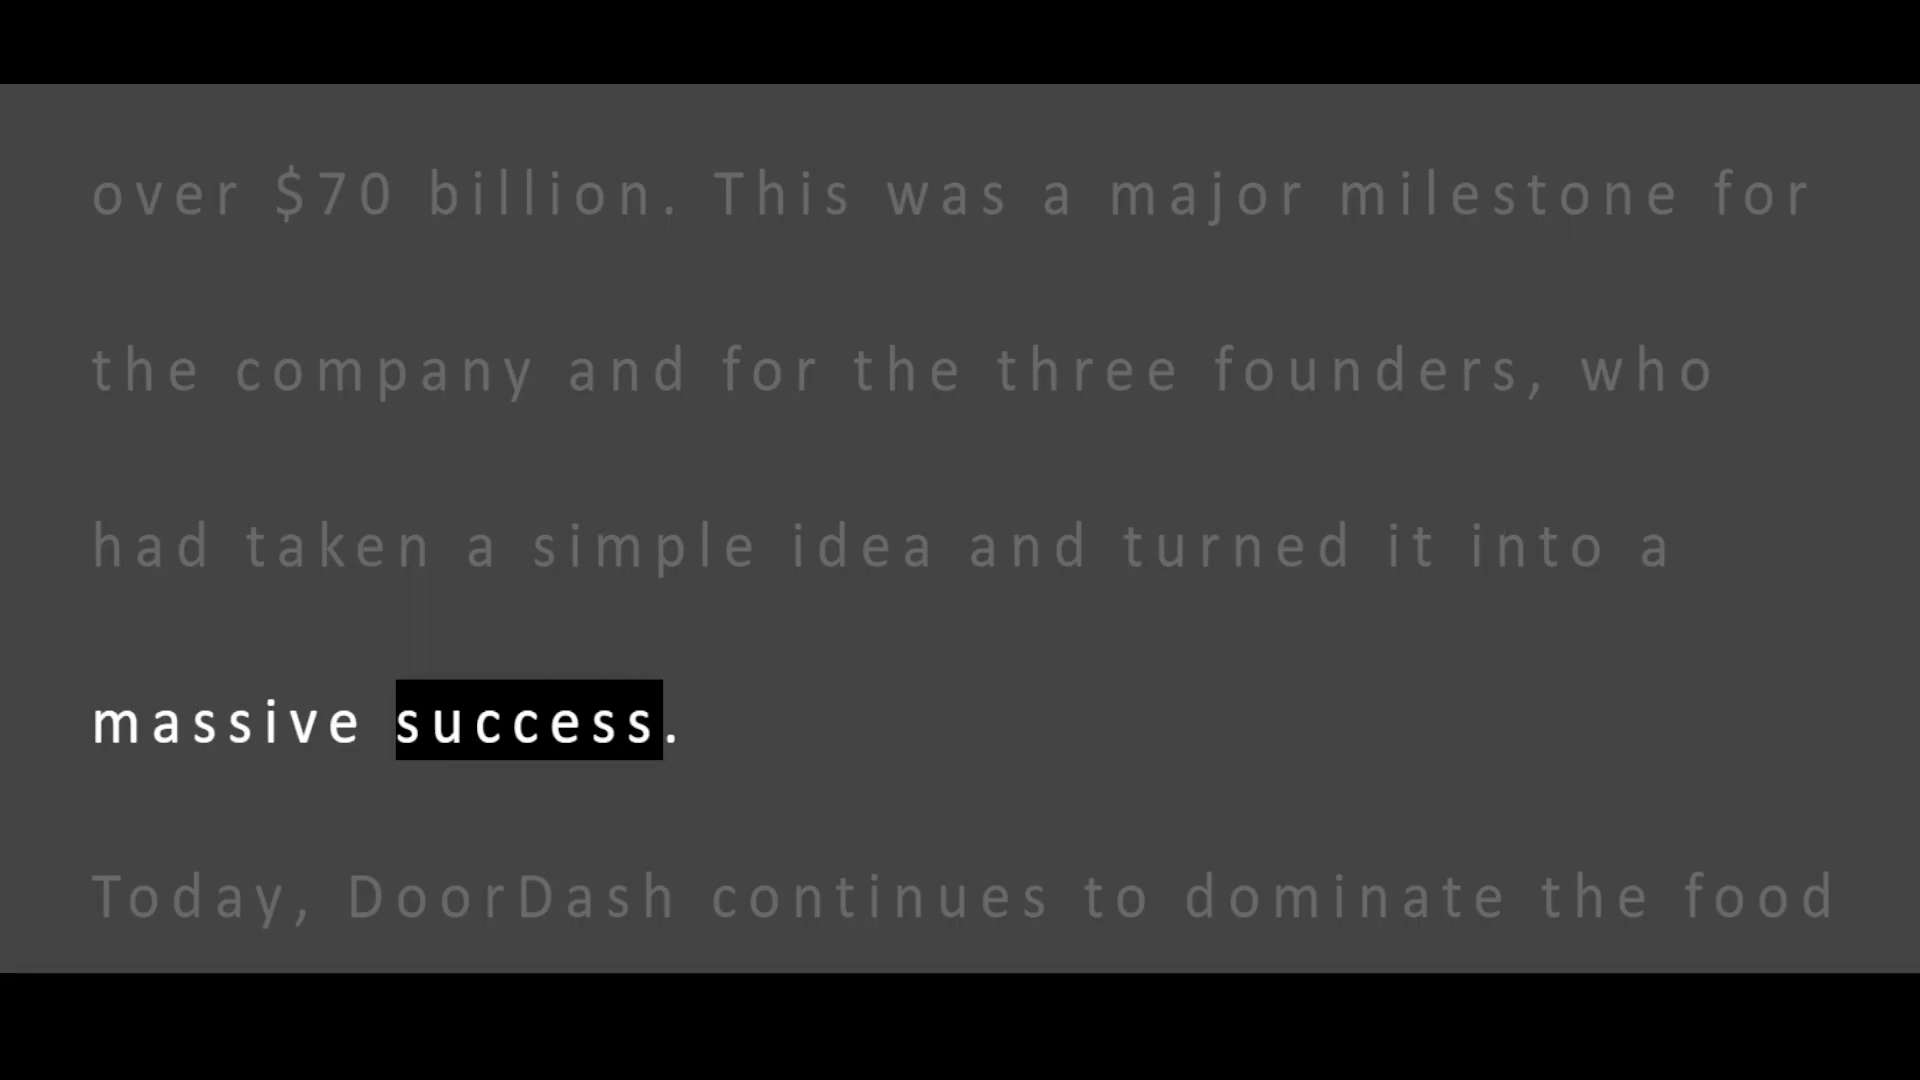 over $70 billion. This was a major milestone for
the company and for the three founders, who
had taken a simple idea and turned it into a
massive success.
Today, DoorDash continues to dominate the food